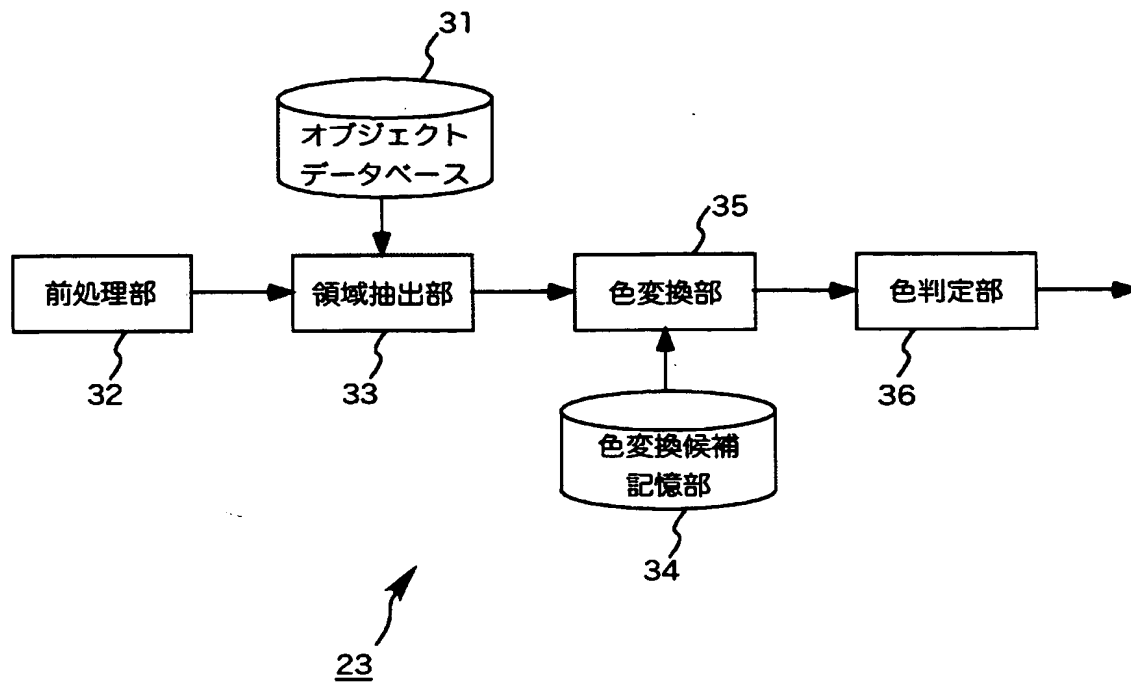 31
オブジェクト
データベース
35
前処理部
領域抽出部
色変換部
色判定部
32
33
36
色変換候補
記憶部
34
23